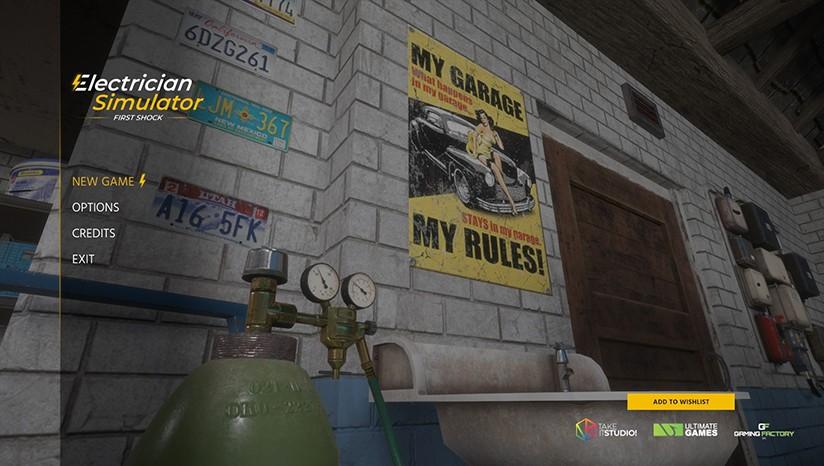 California
6DZG261
Electrician
Simulator
FIRST SHOCK
JM 367
NEW MEXICO
NEW GAME
OPTIONS
CREDITS
EXIT
UTAH
A16 5FK
MY GARAGE
What happens
in my garage,
STAYS in my garage.
MY RULES!
ADD TO WISHLIST
TAKE
IT STUDIO!
ULTIMATE
GAMES
GF
GAMING FACTORY